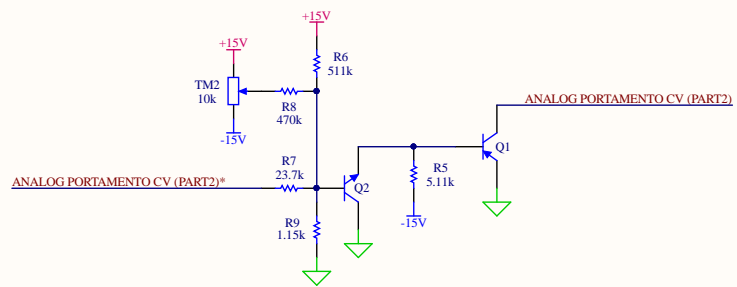 +15V
+15V
R6
511k
TM2
10k
R8
470k
-15V
ANALOG PORTAMENTO CV (PART2)
Q1
R5
5.11k
-15V
R7
23.7k
ANALOG PORTAMENTO CV (PART2)*
Q2
R9
1.15k